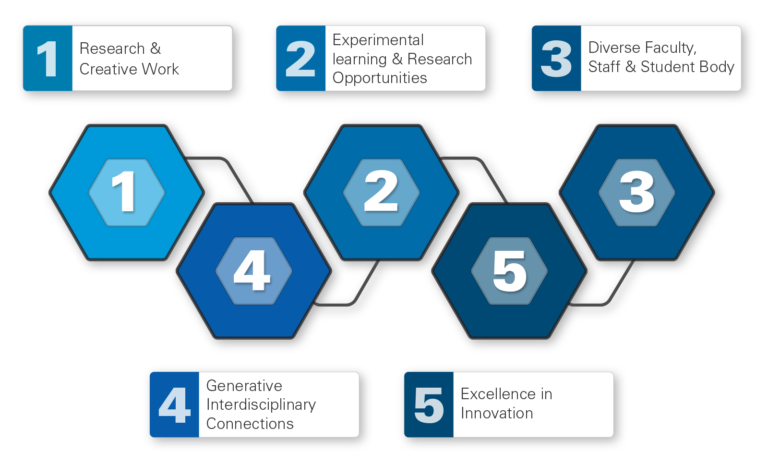 1
Research &
Creative Work
2
Experimental
learning & Research
Opportunities
3
Diverse Faculty,
Staff & Student Body
1
2
3
4
5
4
Generative
Interdisciplinary
Connections
5
Excellence in
Innovation